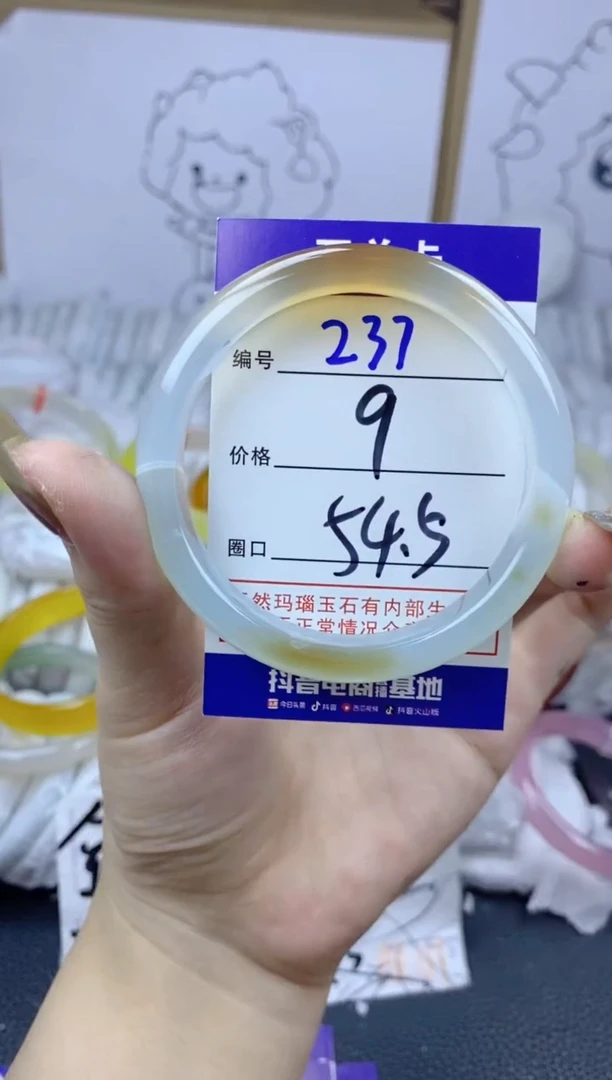 编号 237
价格 9
圈口 54.5
然玛瑙玉石有内部生
正常情况
抖音电商直播基地
今日头条 抖音 西瓜视频 抖音火山版